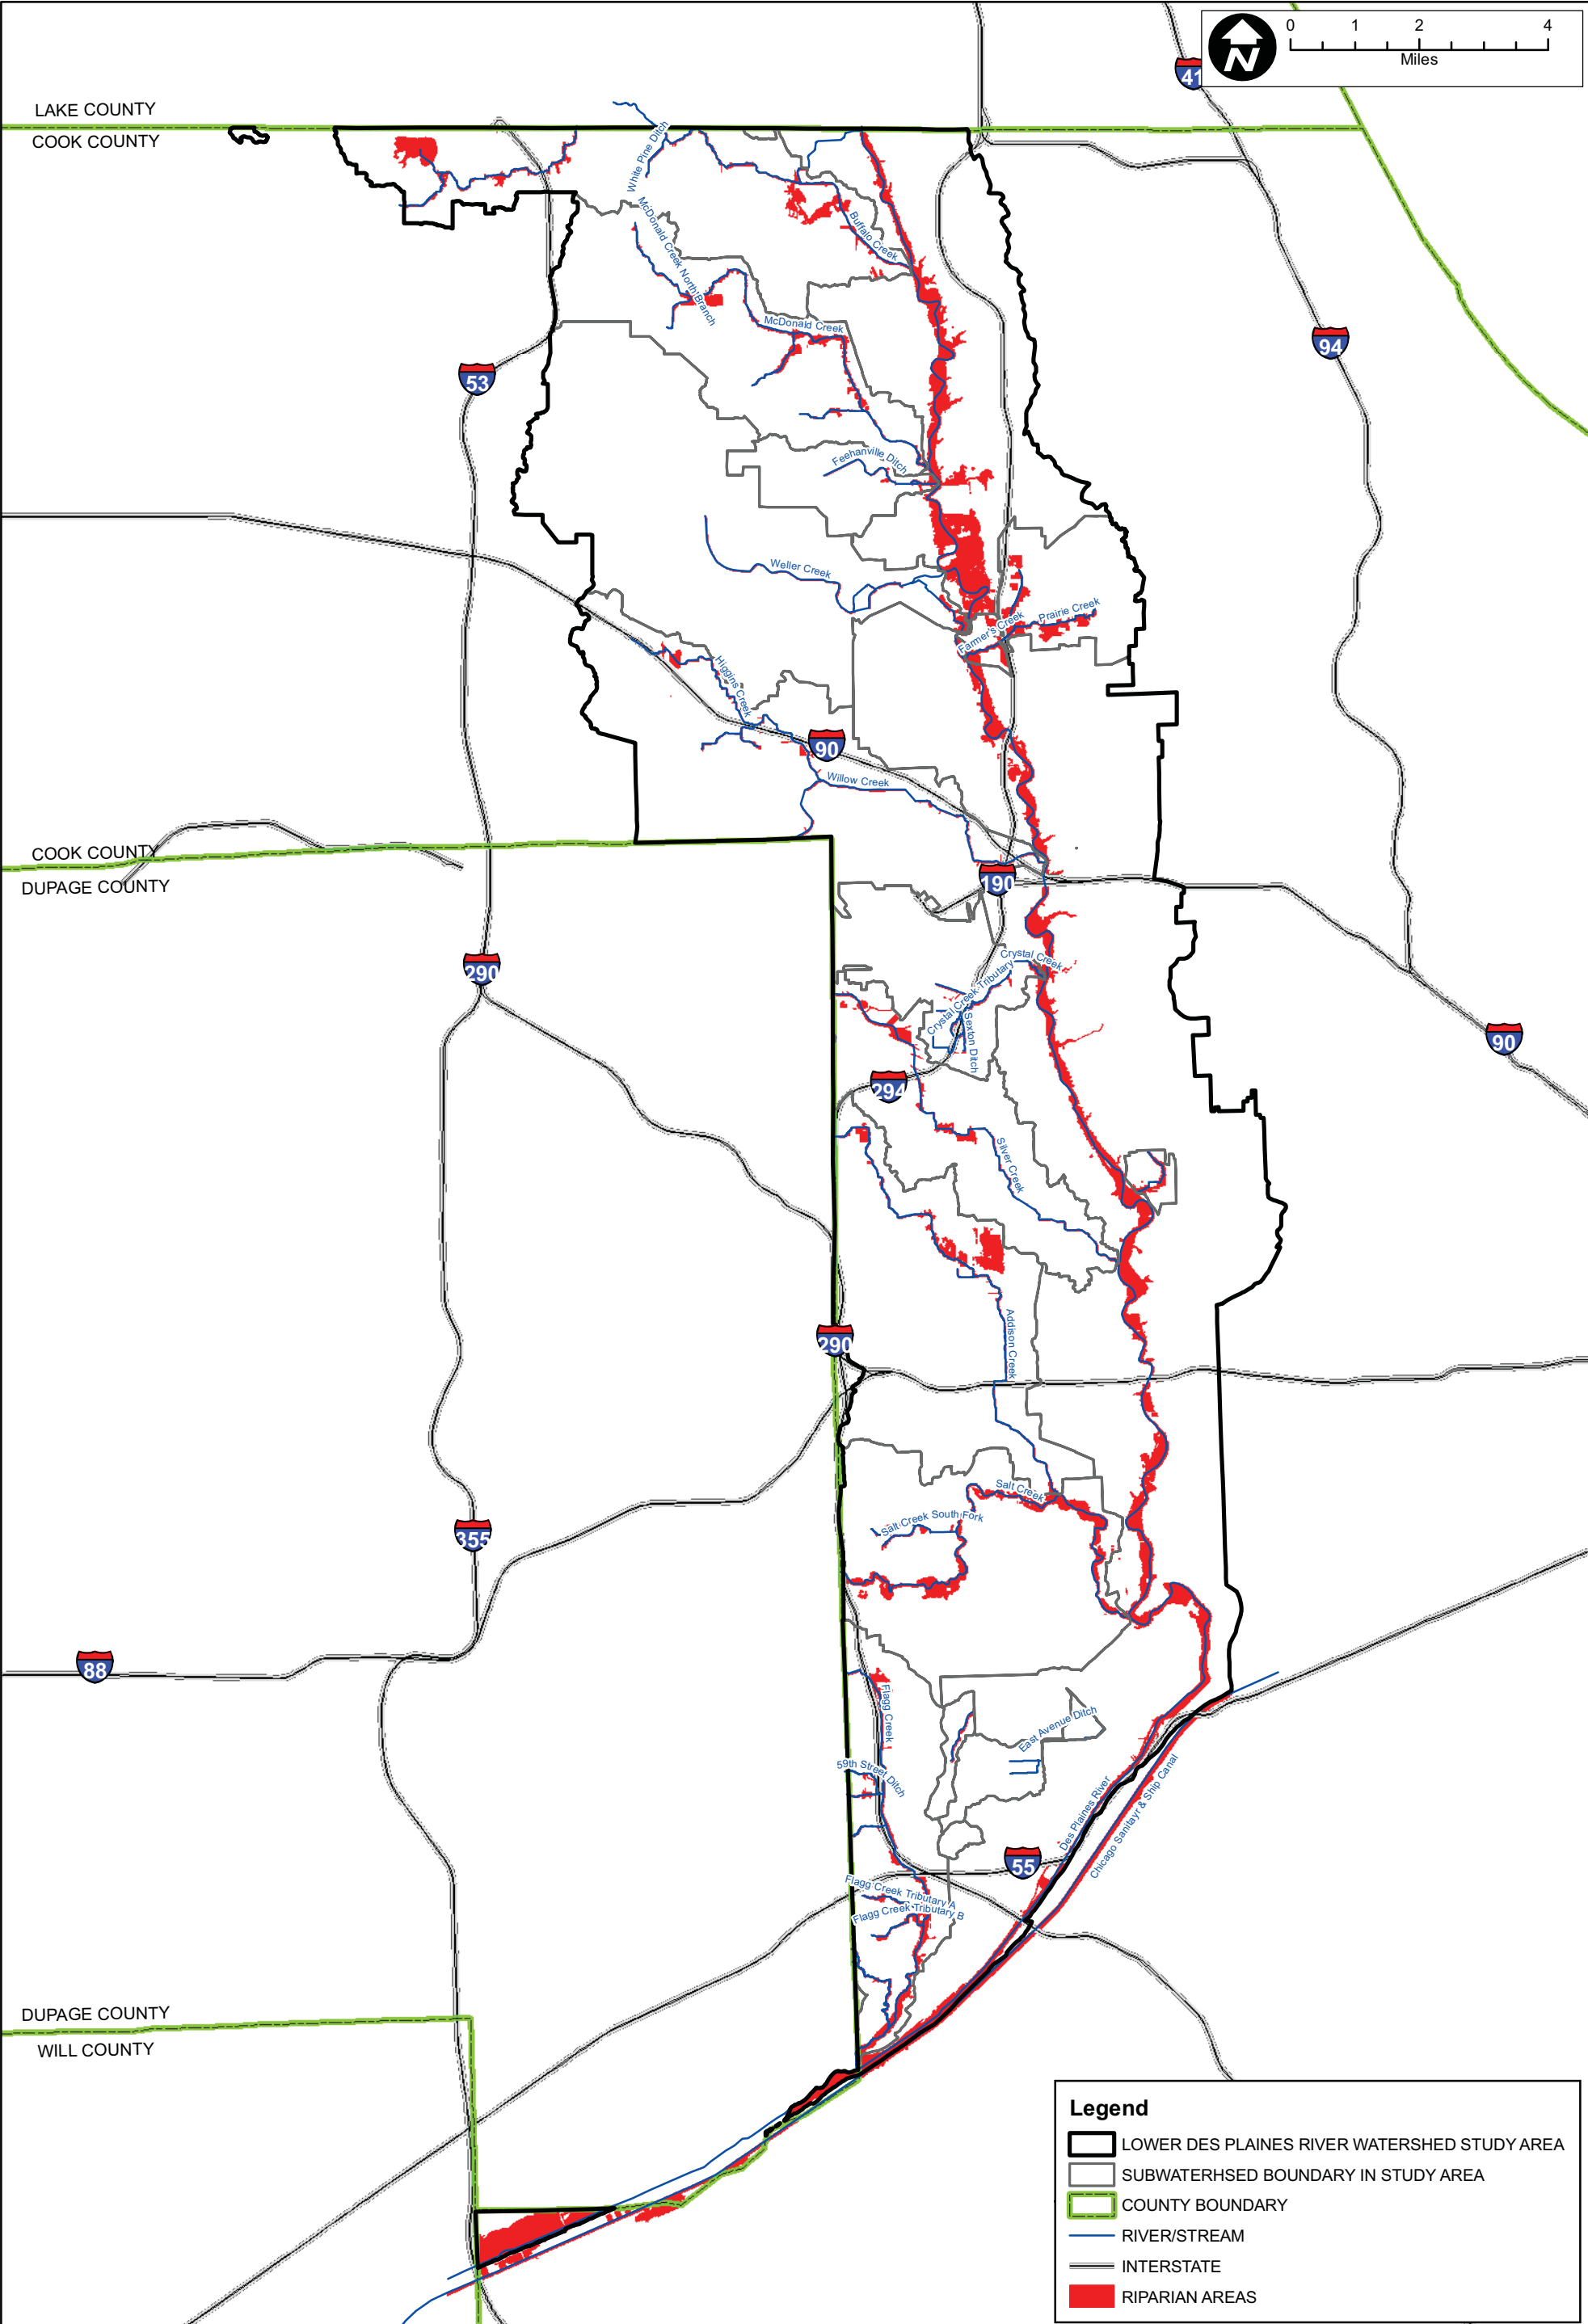 N
0 1 2 4
Miles
41
LAKE COUNTY
COOK COUNTY
White Pine Ditch
McDonald Creek North Branch
Buffalo Creek
McDonald Creek
94
53
Feehanville Ditch
Weller Creek
Prairie Creek
Farmer's Creek
Higgins Creek
90
Willow Creek
COOK COUNTY
DUPAGE COUNTY
190
290
Crystal Creek
Crystal Creek Tributary
Sexton Ditch
90
294
Silver Creek
Addison Creek
290
Salt Creek
Salt Creek South Fork
355
88
Flagg Creek
East Avenue Ditch
59th Street Ditch
Des Plaines River
Chicago Sanitayr & Ship Canal
55
Flagg Creek Tributary A
Flagg Creek Tributary B
DUPAGE COUNTY
WILL COUNTY
Legend
LOWER DES PLAINES RIVER WATERSHED STUDY AREA
SUBWATERHSED BOUNDARY IN STUDY AREA
COUNTY BOUNDARY
RIVER/STREAM
INTERSTATE
RIPARIAN AREAS